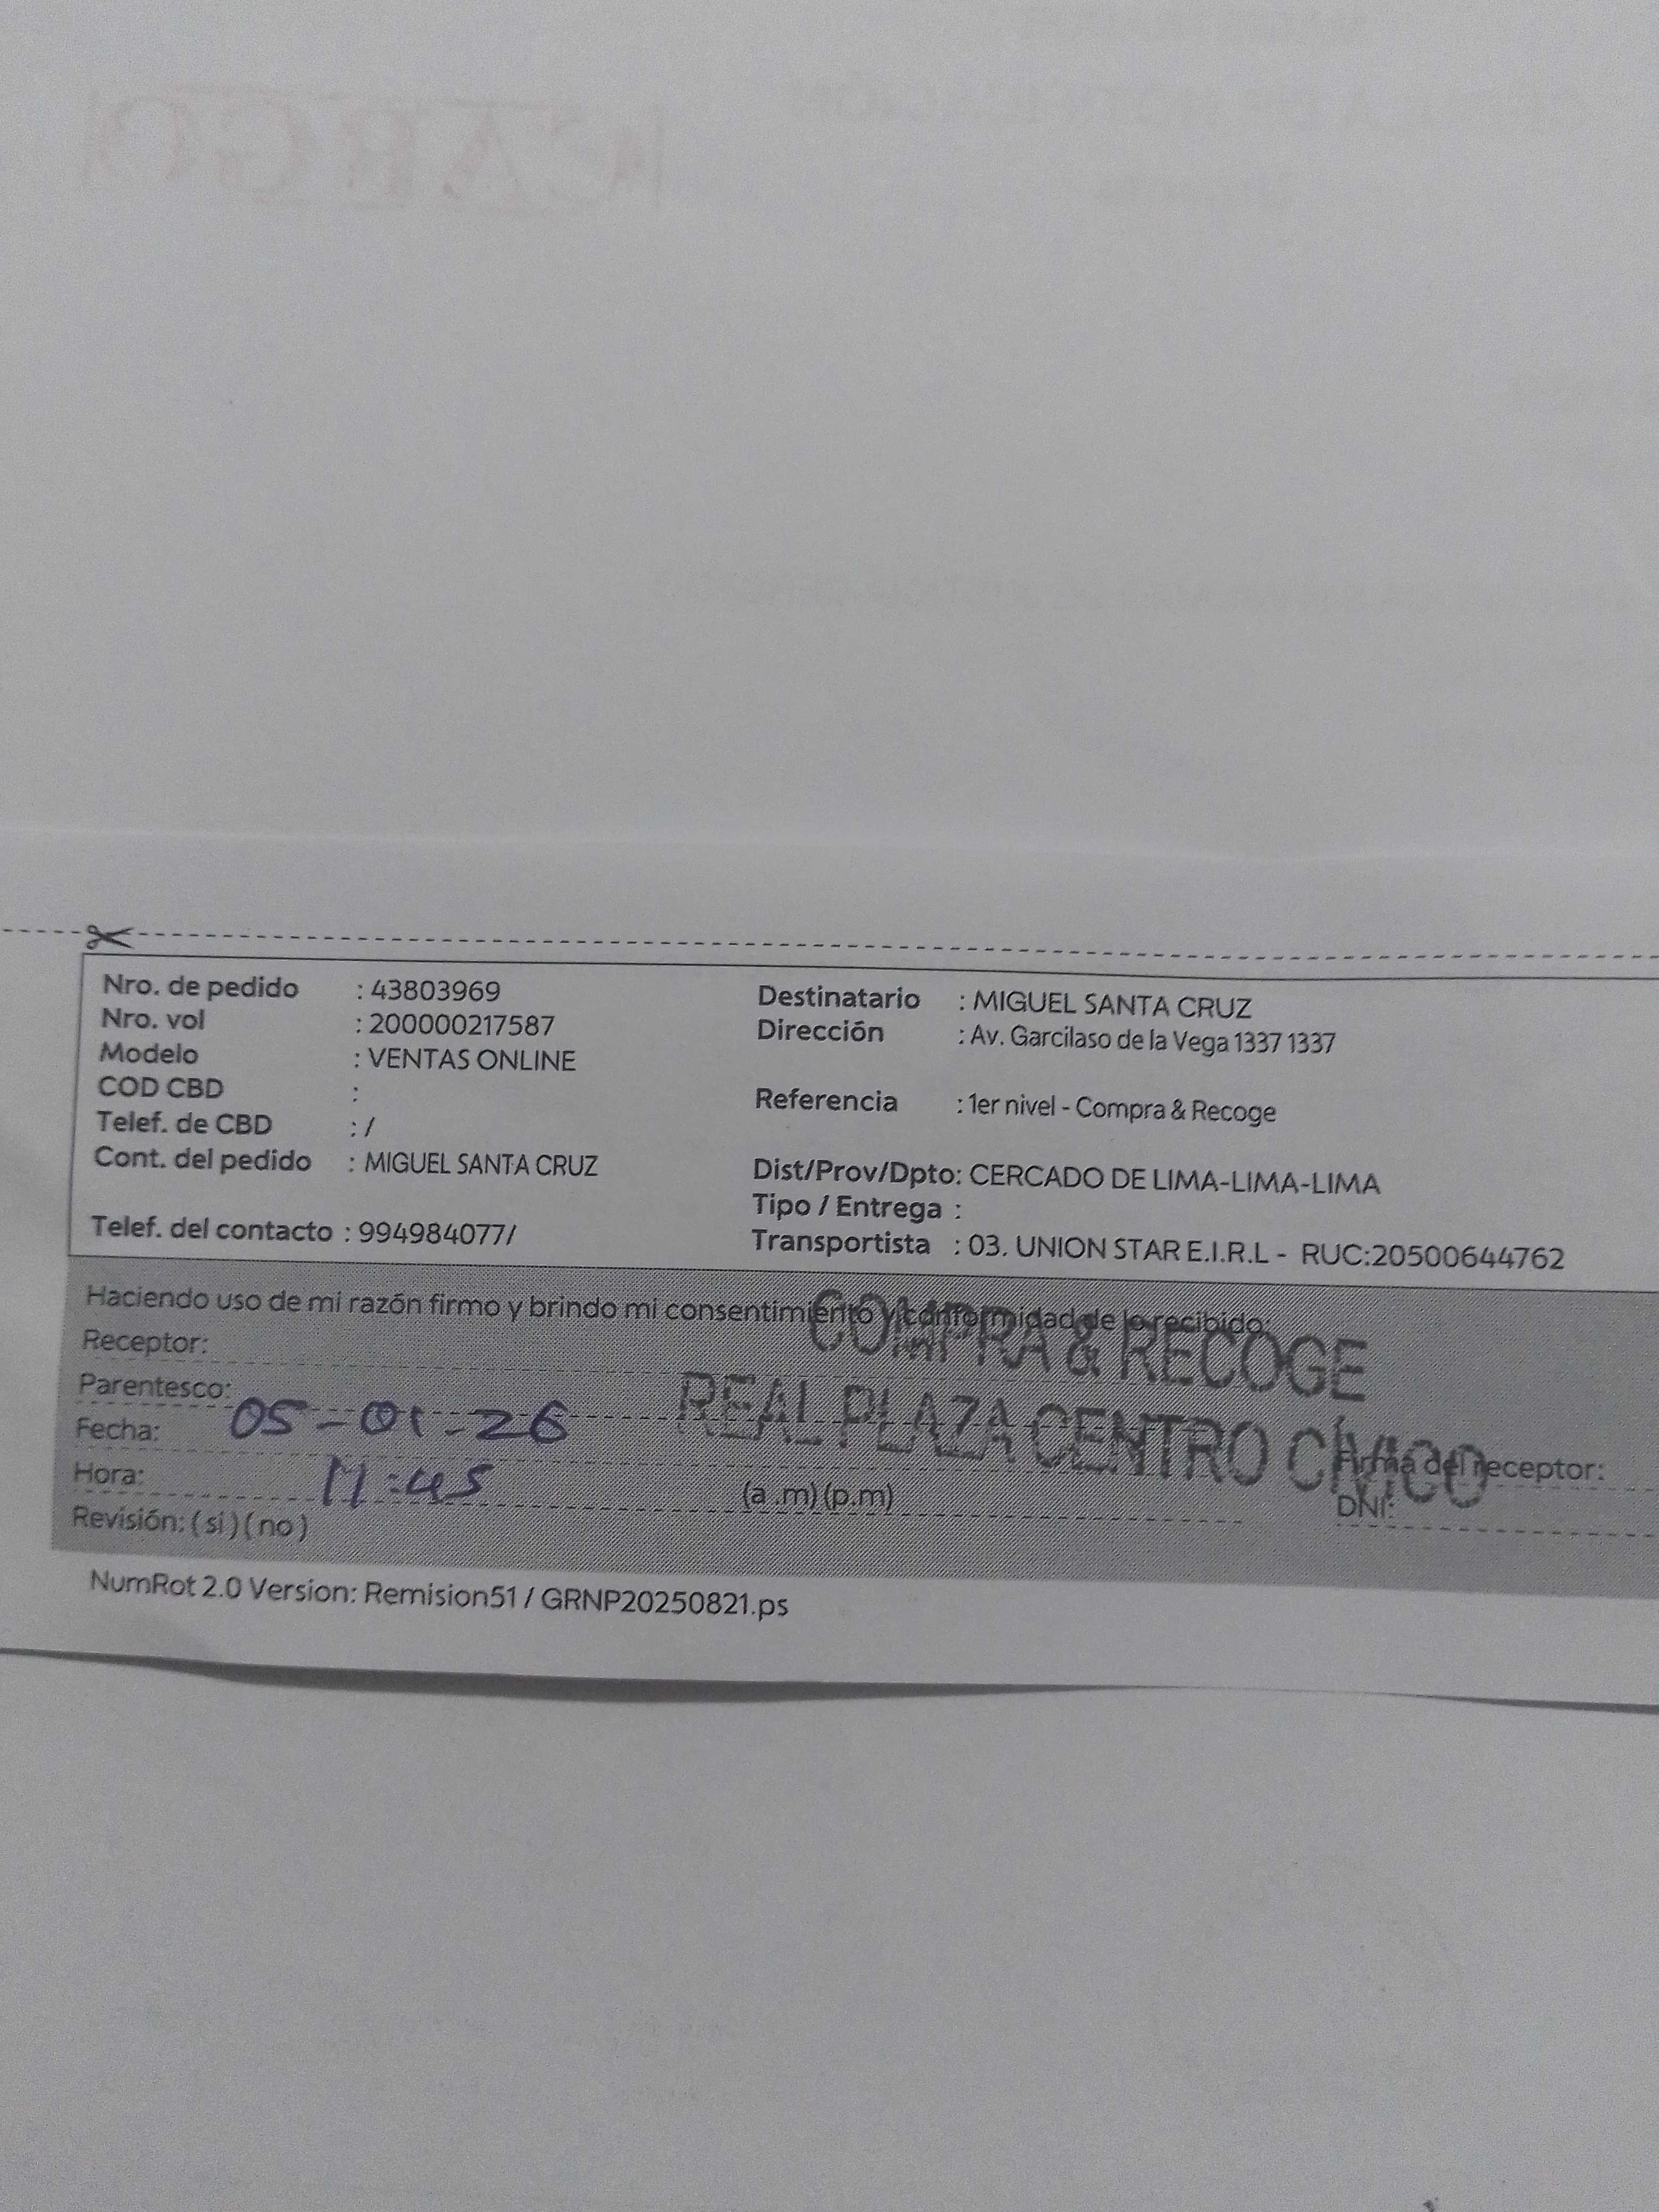 Nro. de pedido : 43803969
Nro. vol : 200000217587
Modelo : VENTAS ONLINE
COD CBD :
Telef. de CBD : /
Cont. del pedido : MIGUEL SANTA CRUZ
Telef. del contacto : 994984077/
Destinatario : MIGUEL SANTA CRUZ
Dirección : Av. Garcilaso de la Vega 1337 1337
Referencia : 1er nivel - Compra & Recoge
Dist/Prov/Dpto: CERCADO DE LIMA-LIMA-LIMA
Tipo / Entrega :
Transportista : 03. UNION STAR E.I.R.L - RUC:20500644762
Haciendo uso de mi razón firmo y brindo mi consentimiento y conformidad de lo recibido:
COMPRA & RECOGE
REAL PLAZA CENTRO CIVICO
Receptor:
Parentesco:
Fecha: 05-01-26
Hora: 11:45 (a .m) (p.m)
Revisión: ( si ) ( no )
Firma del receptor:
DNI:
NumRot 2.0 Version: Remision51 / GRNP20250821.ps